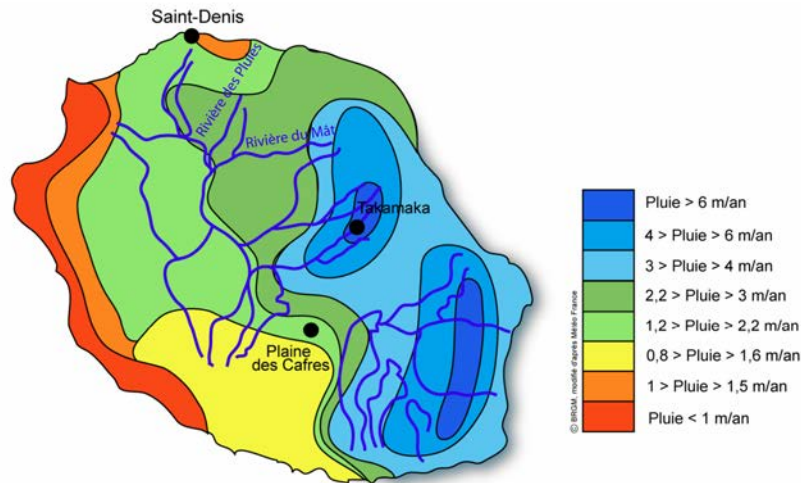 Saint-Denis
Rivière des Pluies
Rivière du Mât
Takamaka
Plaine
des Cafres
Pluie > 6 m/an
4 > Pluie > 6 m/an
3 > Pluie > 4 m/an
2,2 > Pluie > 3 m/an
1,2 > Pluie > 2,2 m/an
0,8 > Pluie > 1,6 m/an
1 > Pluie > 1,5 m/an
Pluie < 1 m/an
© BRGM, modifié d'après Météo France